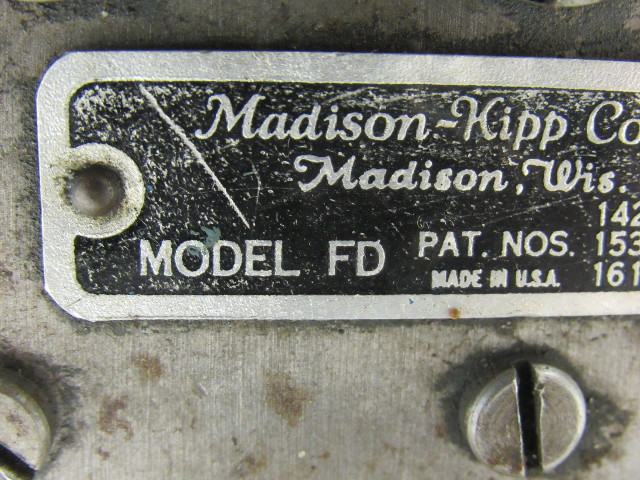 Madison-Kipp Co
Madison, Wis.
142
MODEL FD PAT. NOS. 153
MADE IN U.S.A. 161